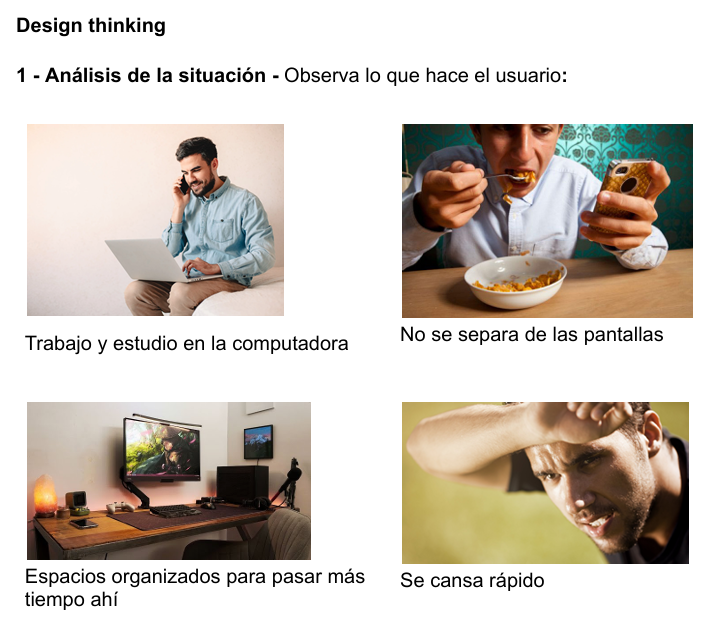 Design thinking
1 - Análisis de la situación - Observa lo que hace el usuario:
Trabajo y estudio en la computadora
No se separa de las pantallas
Espacios organizados para pasar más
tiempo ahí
Se cansa rápido